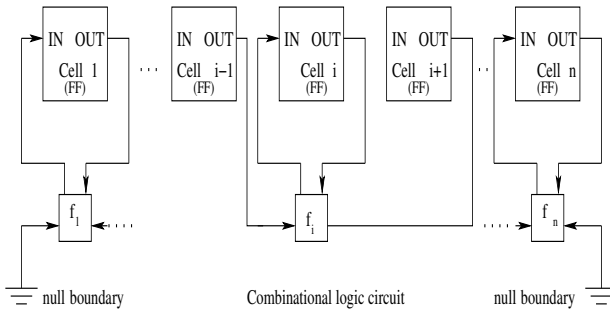 IN OUT
Cell 1
(FF)
...
IN OUT
Cell i-1
(FF)
IN OUT
Cell i
(FF)
IN OUT
Cell i+1
(FF)
...
IN OUT
Cell n
(FF)
f1
fi
fn
null boundary
Combinational logic circuit
null boundary